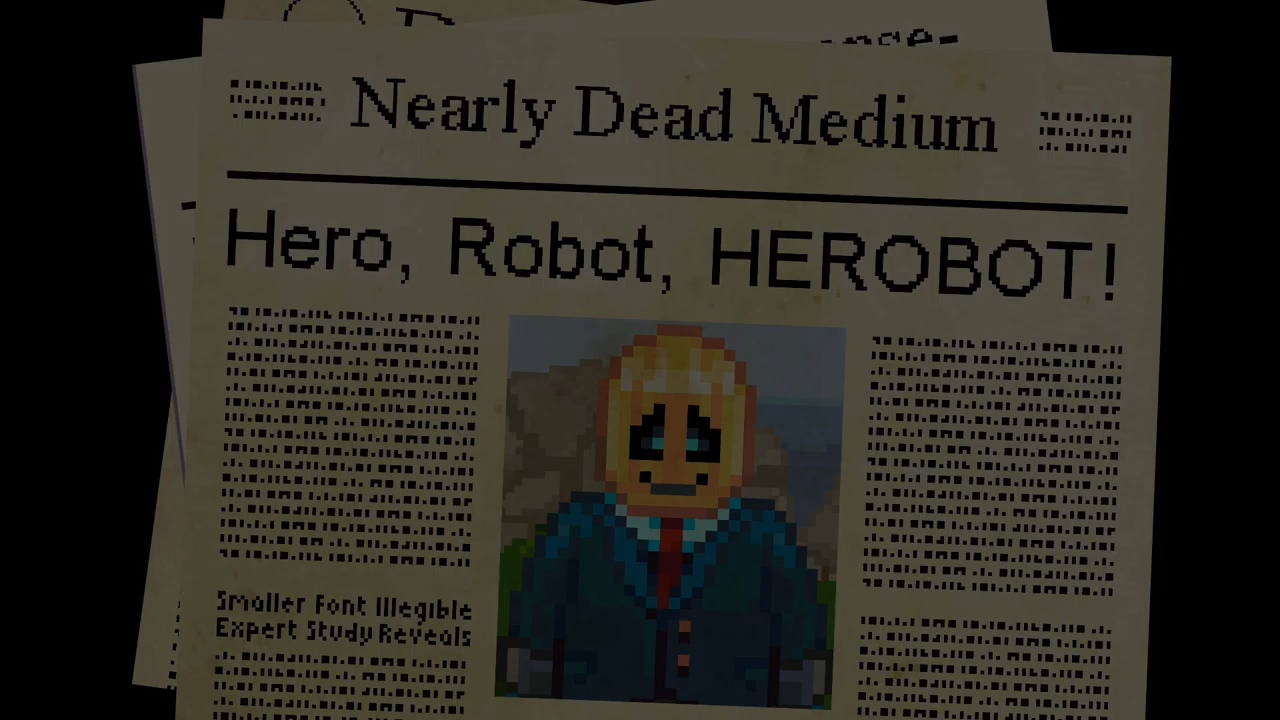 Nearly Dead Medium
Hero, Robot, HEROBOT!
Smaller Font Illegible
Expert Study Reveals